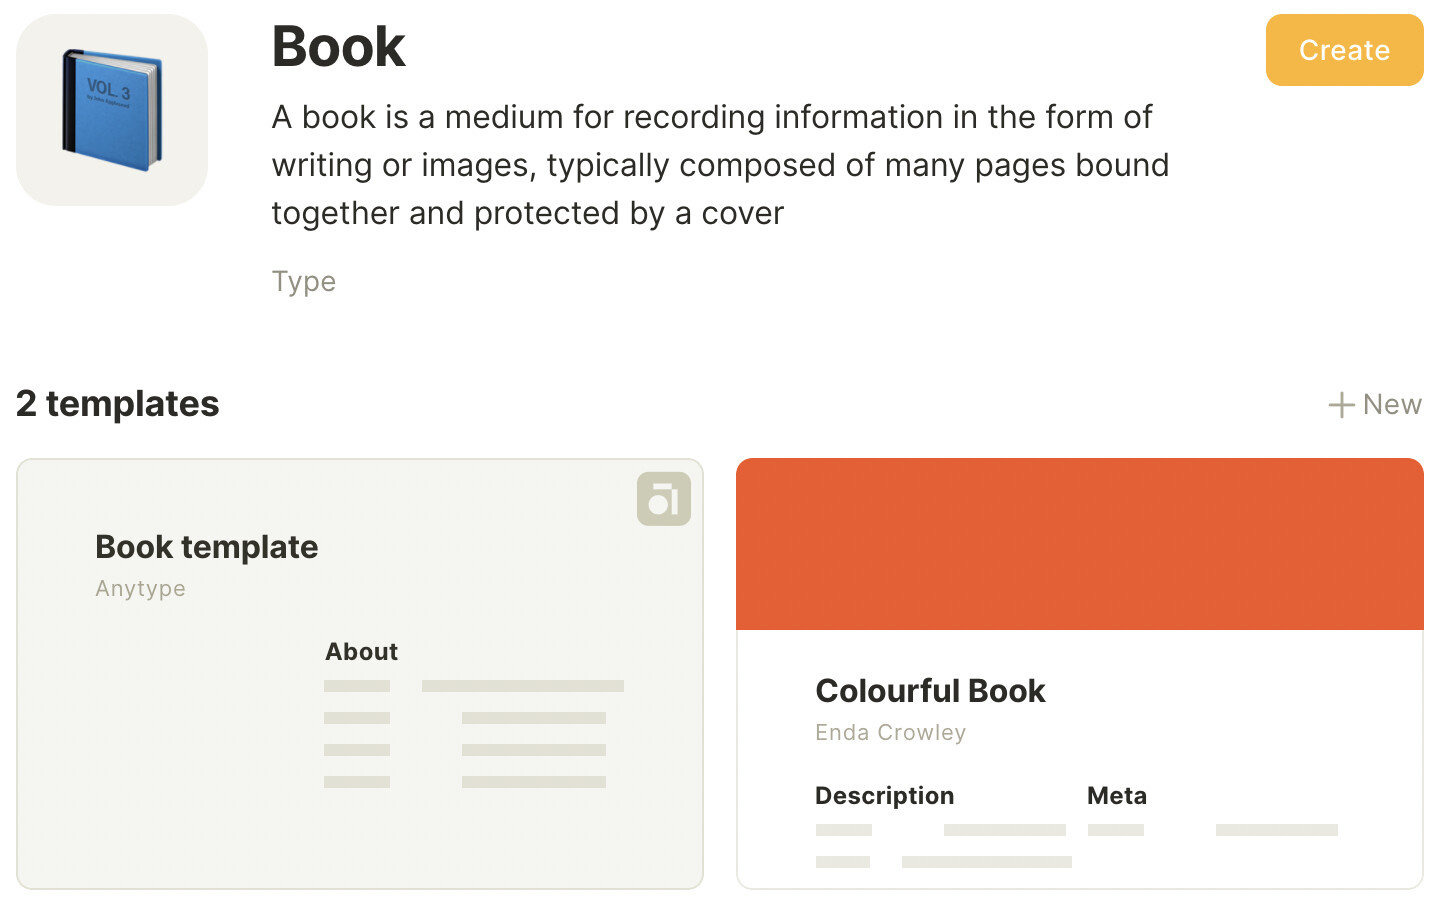 VOL. 3
Book
Create
A book is a medium for recording information in the form of
writing or images, typically composed of many pages bound
together and protected by a cover
Type
2 templates
New
Book template
Anytype
About
Colourful Book
Enda Crowley
Description Meta